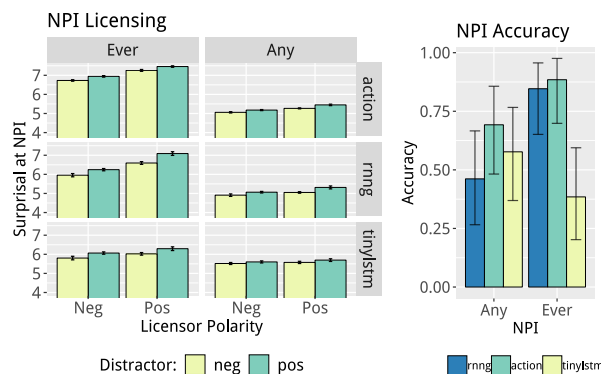 NPI Licensing
Ever
Any
Surprisal at NPI
7
6
5
4
action
7
6
5
4
rnng
7
6
5
4
tinylstm
Neg
Pos
Neg
Pos
Licensor Polarity
Distractor:
neg
pos
NPI Accuracy
Accuracy
1.00
0.75
0.50
0.25
0.00
Any
Ever
NPI
rnng
action
tinylstm